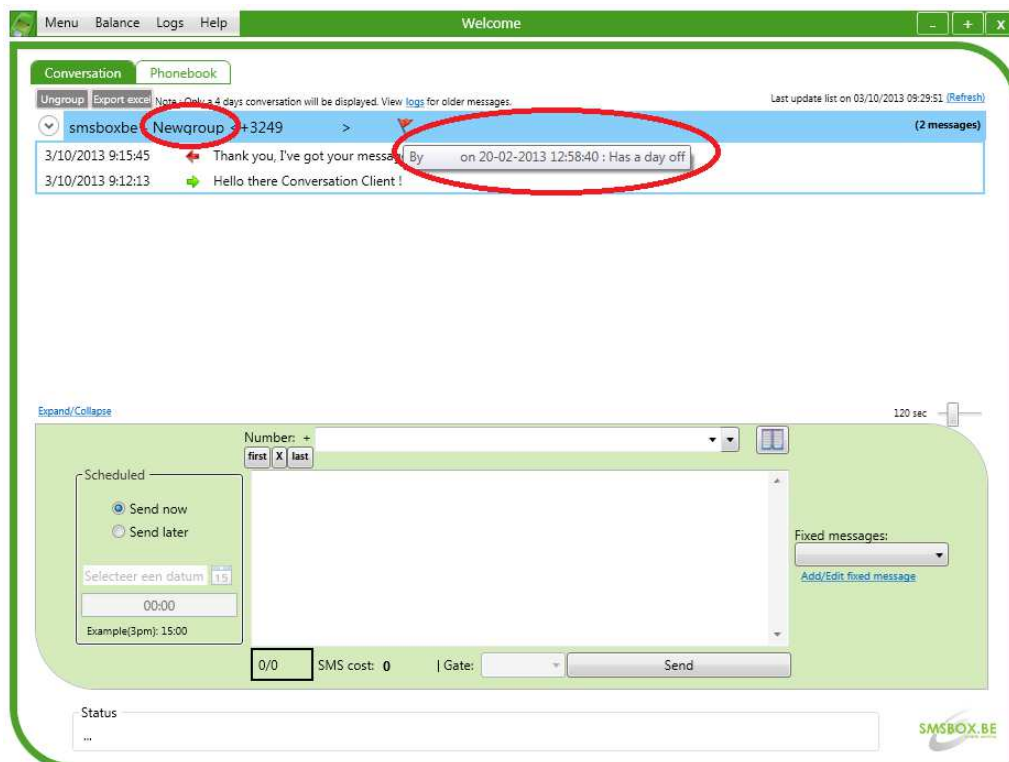 Menu Balance Logs Help Welcome - + x
Conversation Phonebook
Ungroup Export excel Note : Only a 4 days conversation will be displayed. View logs for older messages. Last update list on 03/10/2013 09:29:51 (Refresh)
smsboxbe - Newgroup < +3249 > (2 messages)
3/10/2013 9:15:45 Thank you, I've got your messag By on 20-02-2013 12:58:40 : Has a day off
3/10/2013 9:12:13 Hello there Conversation Client !
Expand/Collapse 120 sec
Number: +
first X last
Scheduled
Send now
Send later
Fixed messages:
Selecteer een datum 15
Add/Edit fixed message
00:00
Example(3pm): 15:00
0/0 SMS cost: 0 | Gate: Send
Status
...
SMSBOX.BE